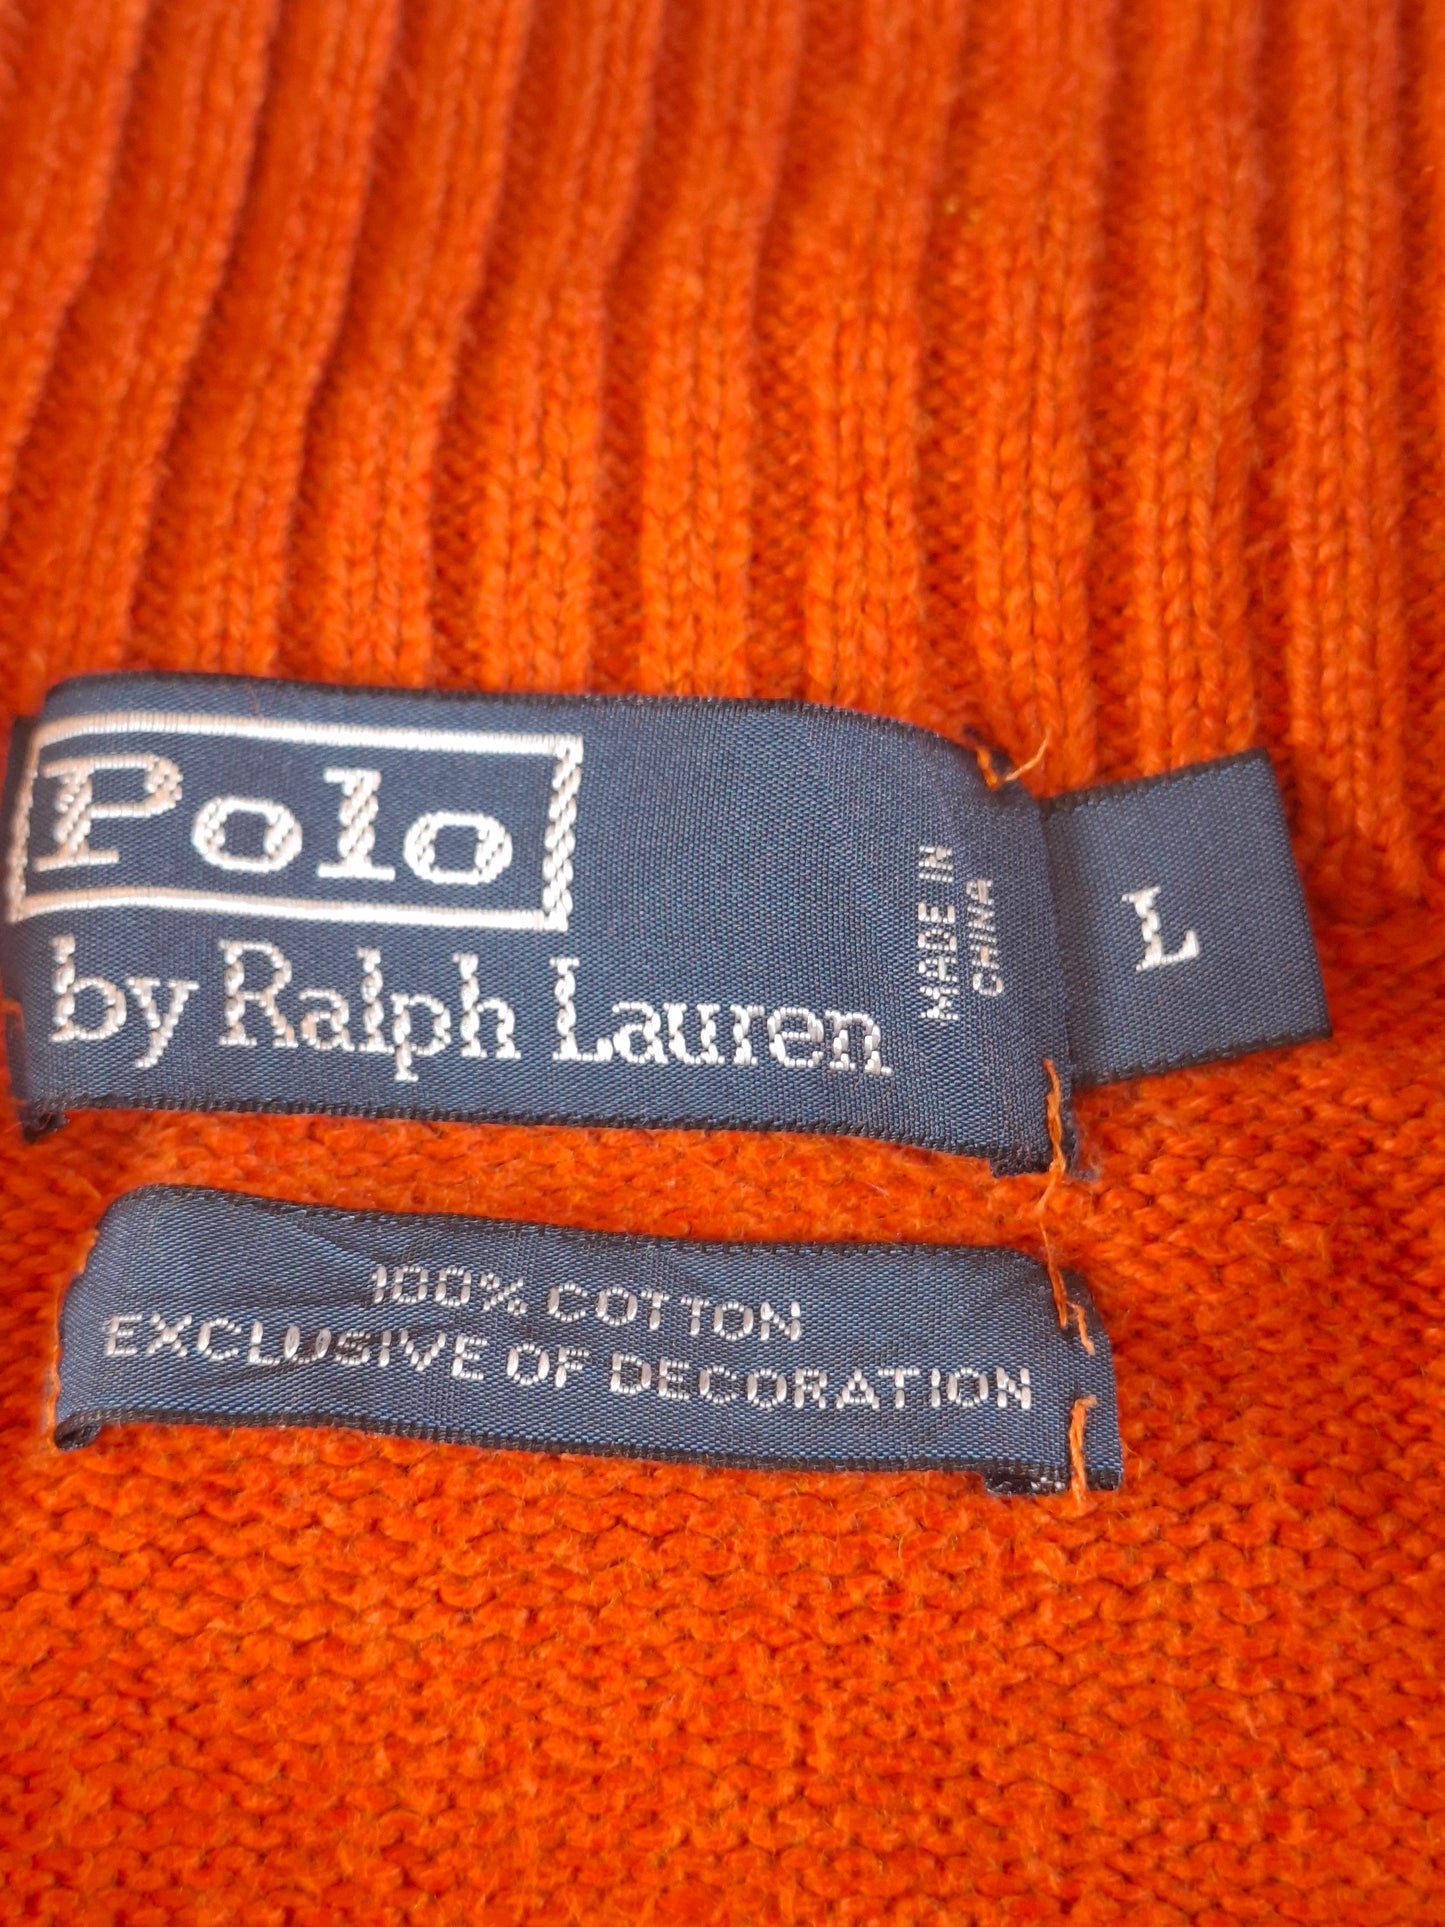 Polo
by Ralph Lauren
MADE IN
CHINA
L
100% COTTON
EXCLUSIVE OF DECORATION